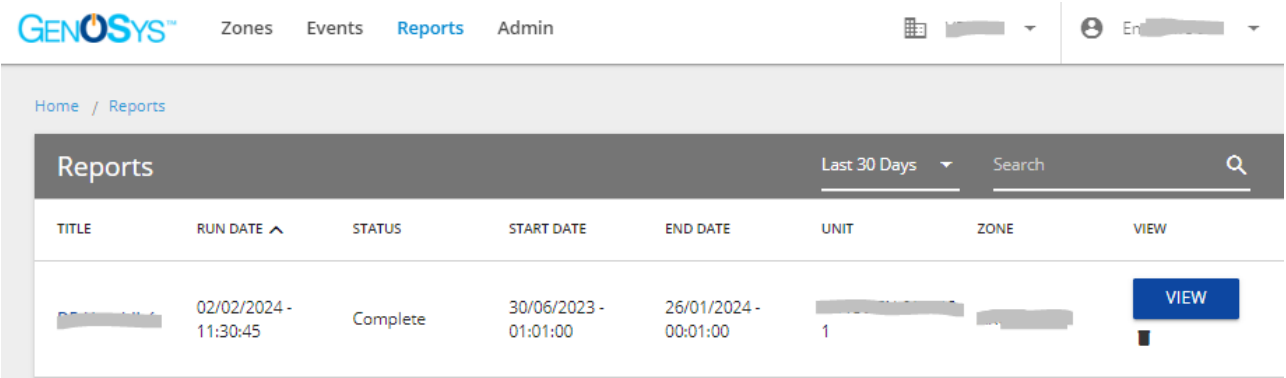 GENOSYS™ Zones Events Reports Admin
Home / Reports
Reports Last 30 Days Search
TITLE RUN DATE STATUS START DATE END DATE UNIT ZONE VIEW
02/02/2024 - 30/06/2023 - 26/01/2024 - VIEW
11:30:45 Complete 01:01:00 00:01:00 1